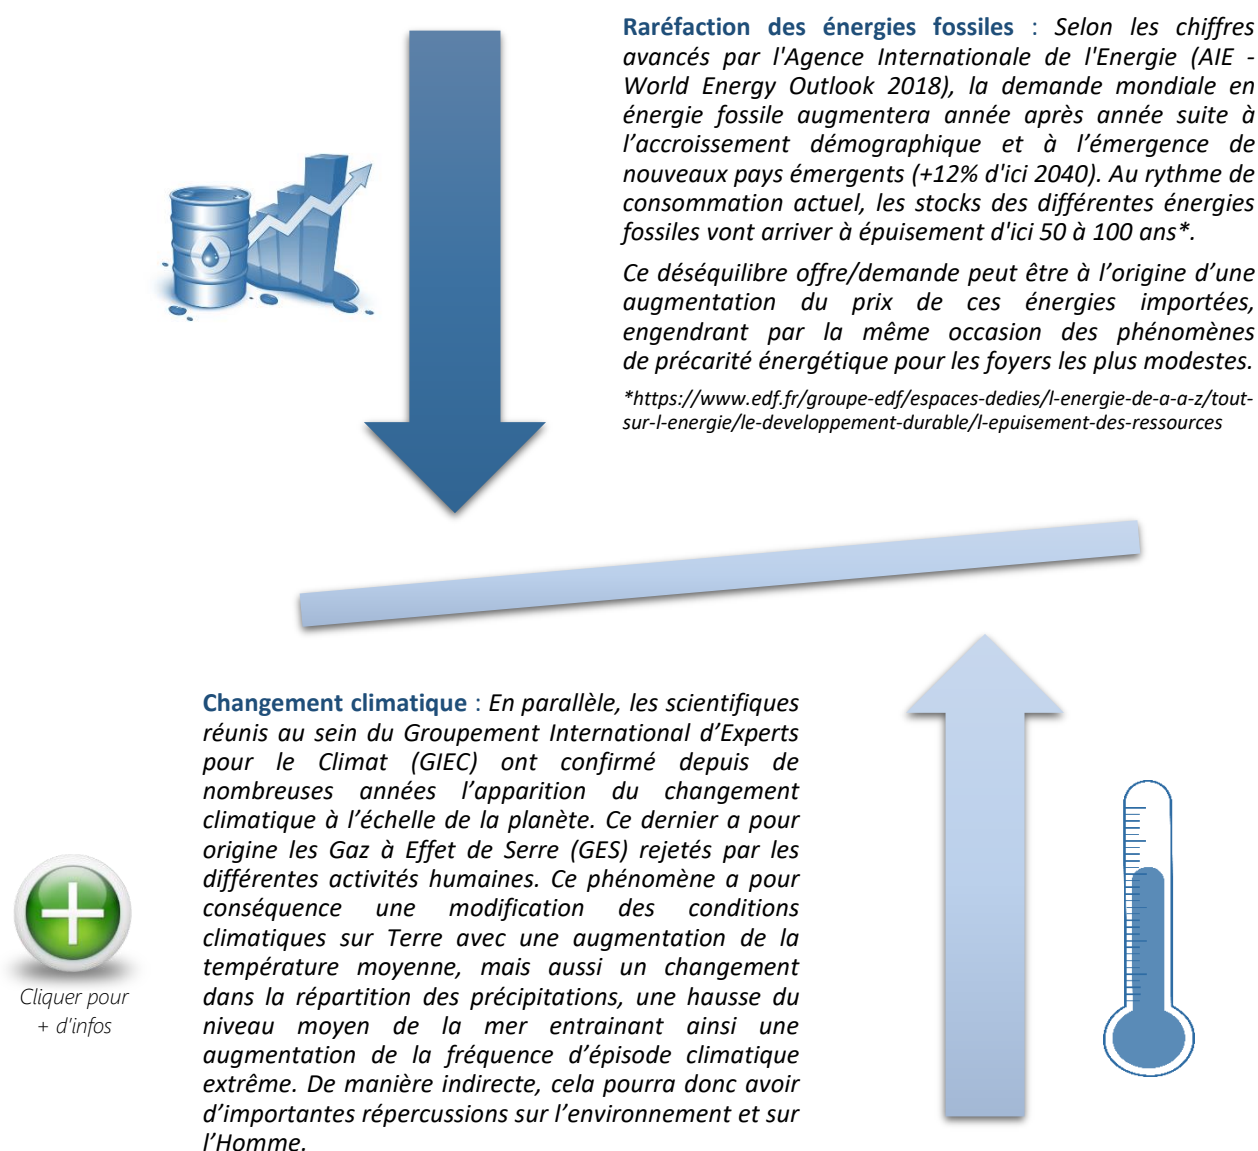 Raréfaction des énergies fossiles : Selon les chiffres
avancés par l'Agence Internationale de l'Energie (AIE -
World Energy Outlook 2018), la demande mondiale en
énergie fossile augmentera année après année suite à
l’accroissement démographique et à l’émergence de
nouveaux pays émergents (+12% d'ici 2040). Au rythme de
consommation actuel, les stocks des différentes énergies
fossiles vont arriver à épuisement d'ici 50 à 100 ans*.
Ce déséquilibre offre/demande peut être à l’origine d’une
augmentation du prix de ces énergies importées,
engendrant par la même occasion des phénomènes
de précarité énergétique pour les foyers les plus modestes.
*https://www.edf.fr/groupe-edf/espaces-dedies/l-energie-de-a-a-z/tout-
sur-l-energie/le-developpement-durable/l-epuisement-des-ressources
Changement climatique : En parallèle, les scientifiques
réunis au sein du Groupement International d’Experts
pour le Climat (GIEC) ont confirmé depuis de
nombreuses années l’apparition du changement
climatique à l’échelle de la planète. Ce dernier a pour
origine les Gaz à Effet de Serre (GES) rejetés par les
différentes activités humaines. Ce phénomène a pour
conséquence une modification des conditions
climatiques sur Terre avec une augmentation de la
température moyenne, mais aussi un changement
dans la répartition des précipitations, une hausse du
niveau moyen de la mer entrainant ainsi une
augmentation de la fréquence d’épisode climatique
extrême. De manière indirecte, cela pourra donc avoir
d’importantes répercussions sur l’environnement et sur
l’Homme.
Cliquer pour
+ d'infos